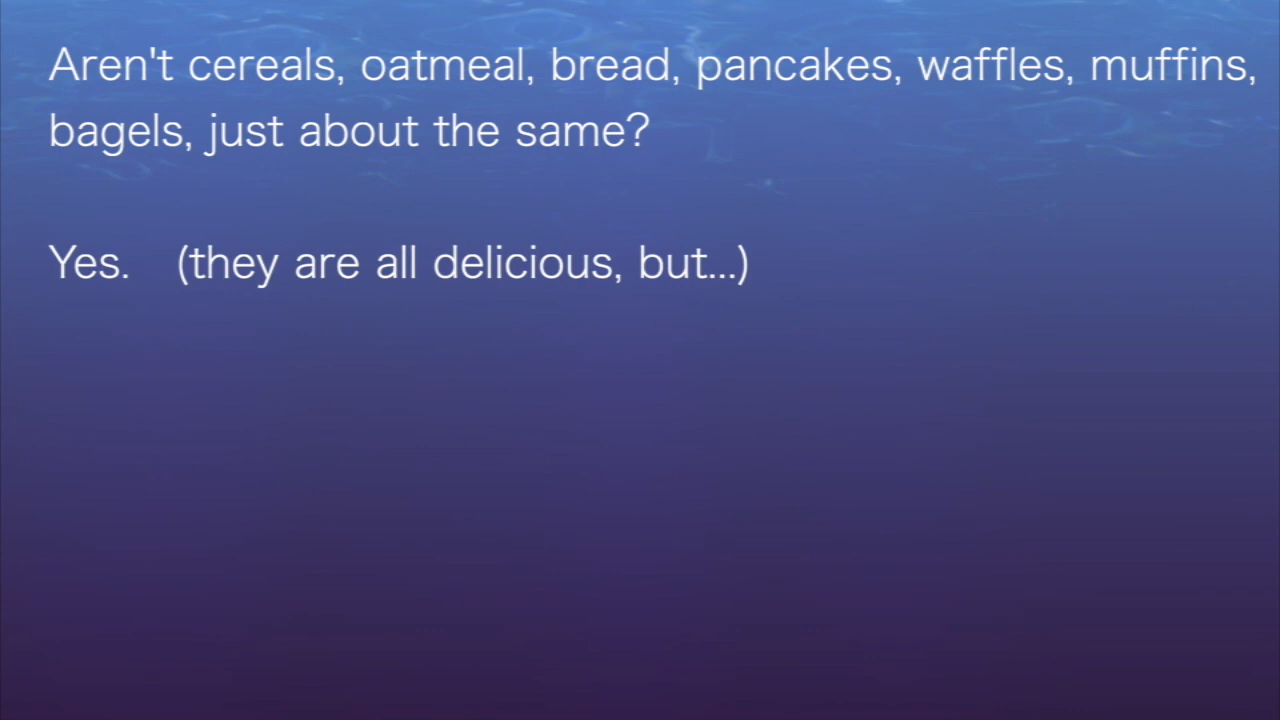 Aren't cereals, oatmeal, bread, pancakes, waffles, muffins,
bagels, just about the same?
Yes. (they are all delicious, but...)